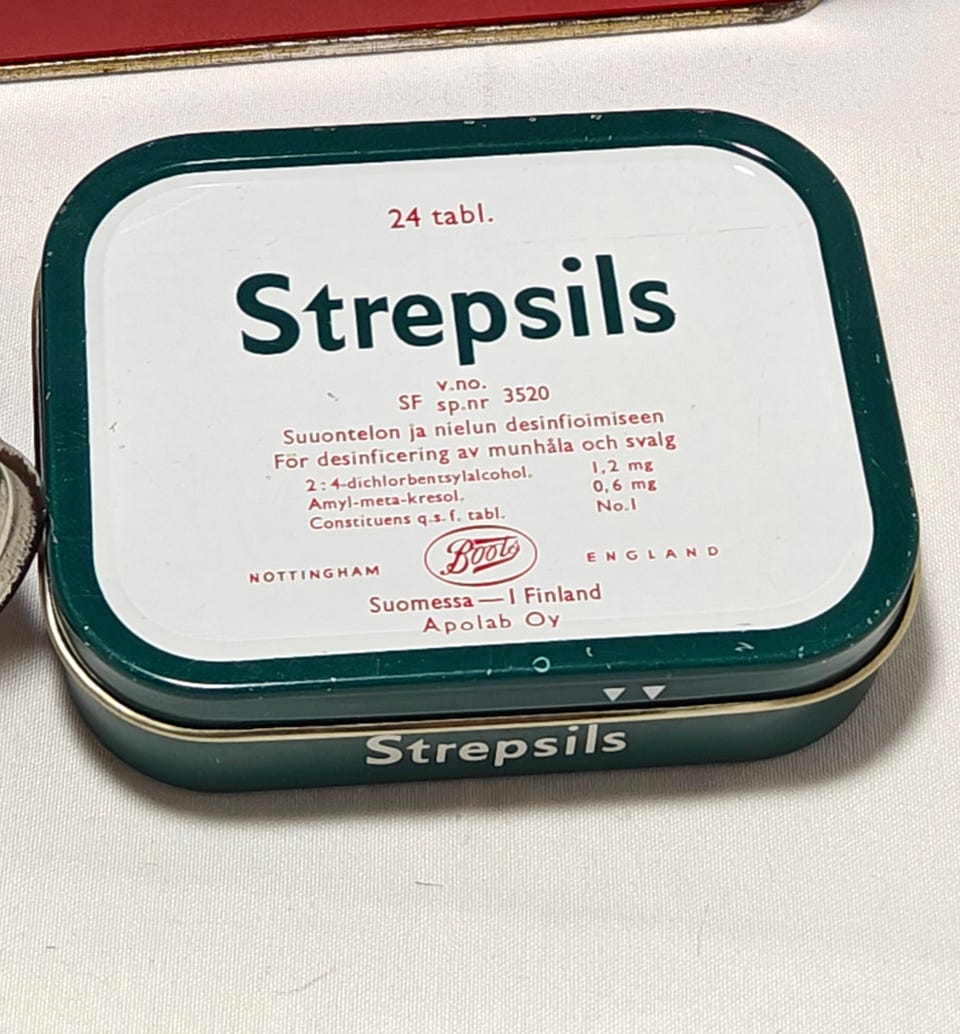 24 tabl.
Strepsils
SF v.no. sp.nr 3520
Suuontelon ja nielun desinfioimiseen
För desinficering av munhåla och svalg
2:4-dichlorbentsylalcohol. 1,2 mg
Amyl-meta-kresol. 0,6 mg
Constituens q.s.f. tabl. No.I
NOTTINGHAM Boots ENGLAND
Suomessa—I Finland
Apolab Oy
Strepsils